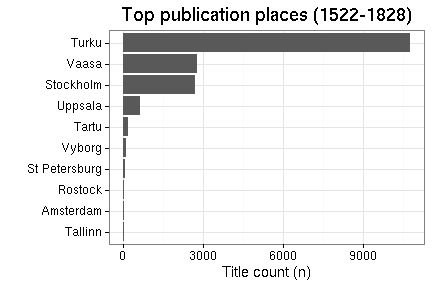 Top publication places (1522-1828)
Turku
Vaasa
Stockholm
Uppsala
Tartu
Vyborg
St Petersburg
Rostock
Amsterdam
Tallinn
0 3000 6000 9000
Title count (n)